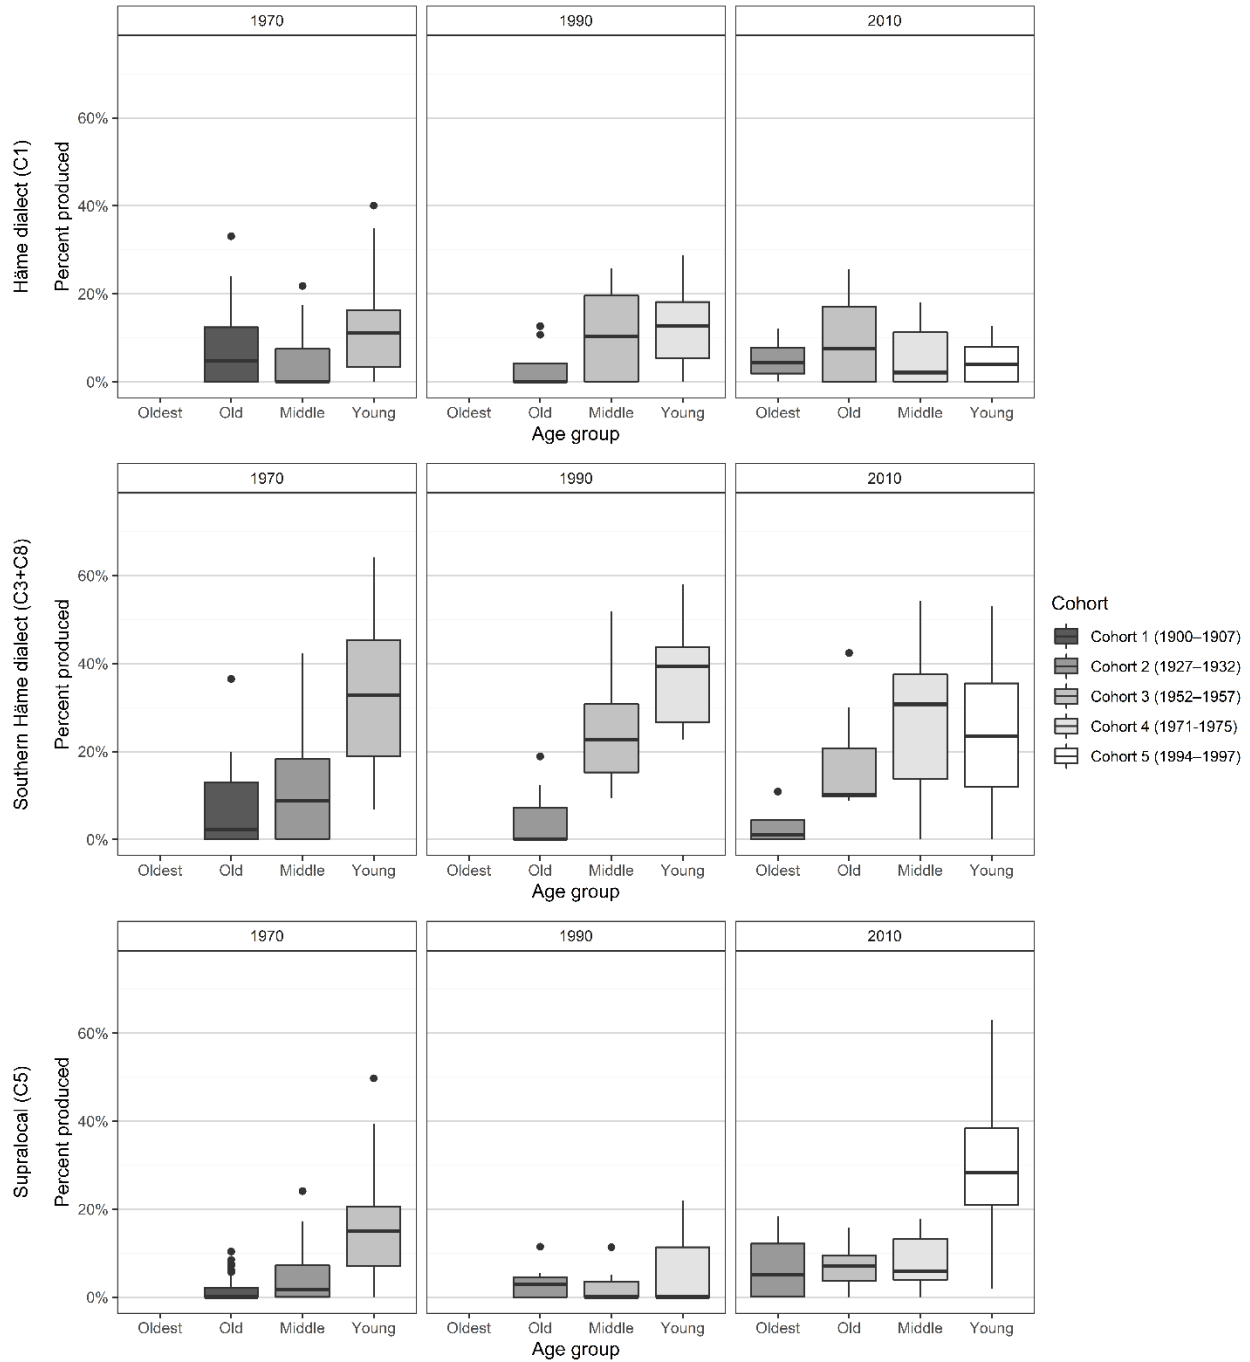 1970 1990 2010
Häme dialect (C1)
Percent produced
60%
40%
20%
0%
Oldest Old Middle Young Oldest Old Middle Young Oldest Old Middle Young
Age group
1970 1990 2010
Southern Häme dialect (C3+C8)
Percent produced
60%
40%
20%
0%
Oldest Old Middle Young Oldest Old Middle Young Oldest Old Middle Young
Age group
Cohort
Cohort 1 (1900–1907)
Cohort 2 (1927–1932)
Cohort 3 (1952–1957)
Cohort 4 (1971-1975)
Cohort 5 (1994–1997)
1970 1990 2010
Supralocal (C5)
Percent produced
60%
40%
20%
0%
Oldest Old Middle Young Oldest Old Middle Young Oldest Old Middle Young
Age group